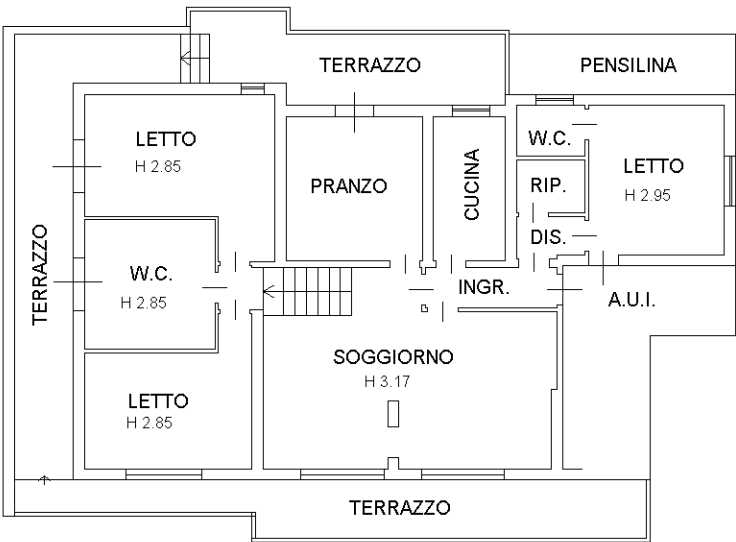 TERRAZZO
PENSILINA
LETTO
H 2.85
W.C.
LETTO
H 2.95
PRANZO
CUCINA
RIP.
DIS.
TERRAZZO
W.C.
H 2.85
INGR.
A.U.I.
SOGGIORNO
H 3.17
LETTO
H 2.85
TERRAZZO